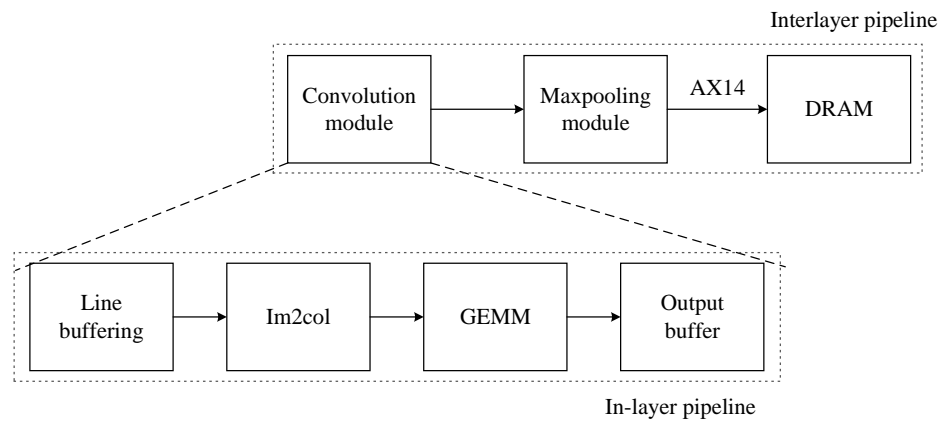 Interlayer pipeline
Convolution
module
Maxpooling
module
AX14
DRAM
Line
buffering
Im2col
GEMM
Output
buffer
In-layer pipeline